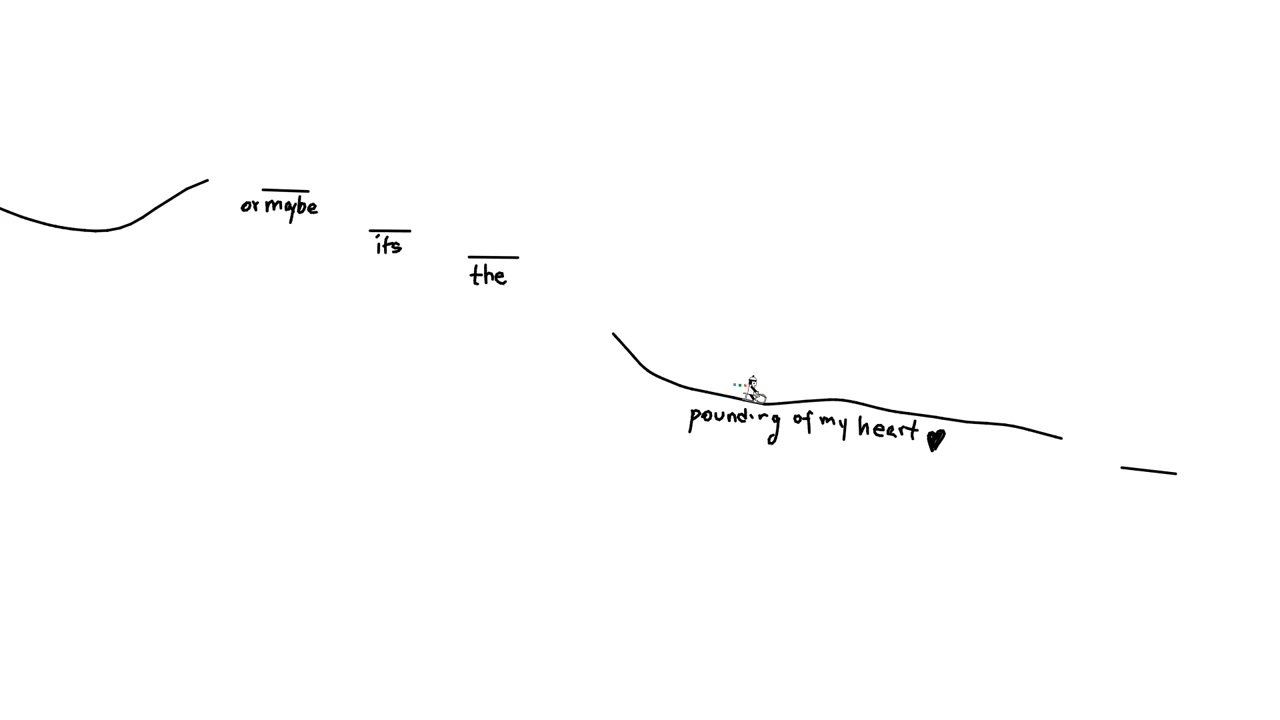 or maybe
its
the
pounding of my heart ♥